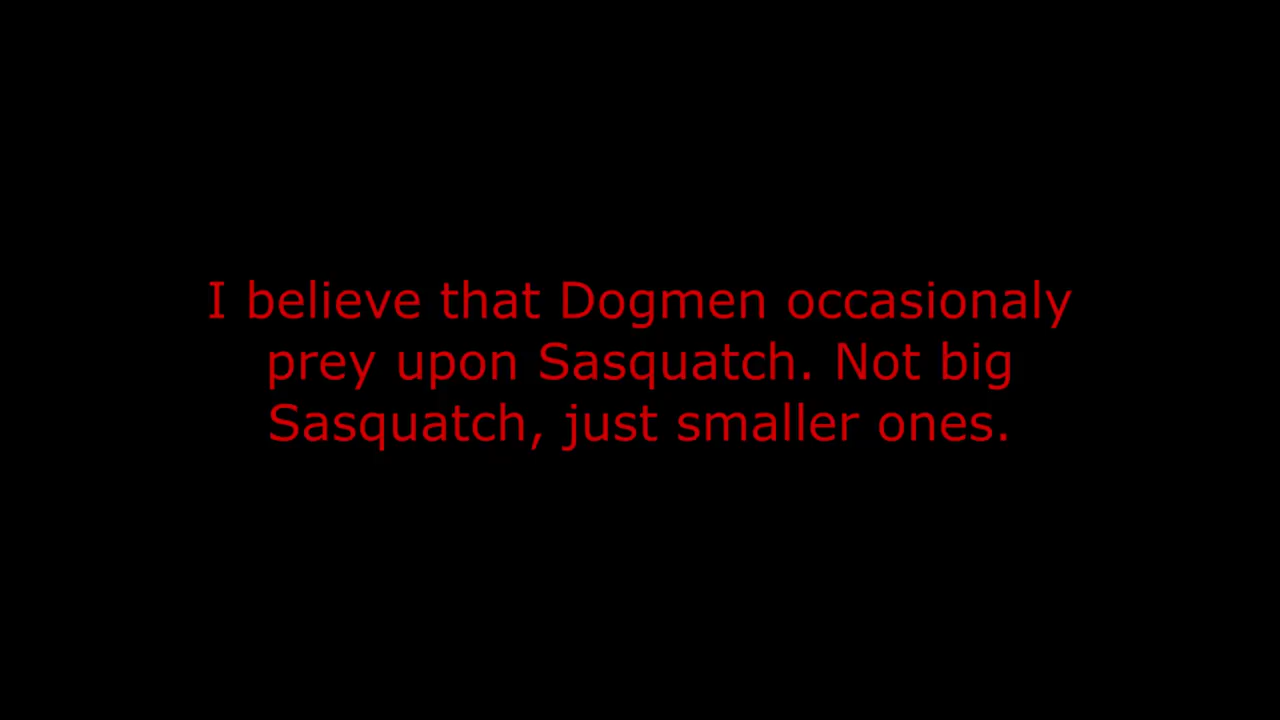 I believe that Dogmen occasionaly
prey upon Sasquatch. Not big
Sasquatch, just smaller ones.